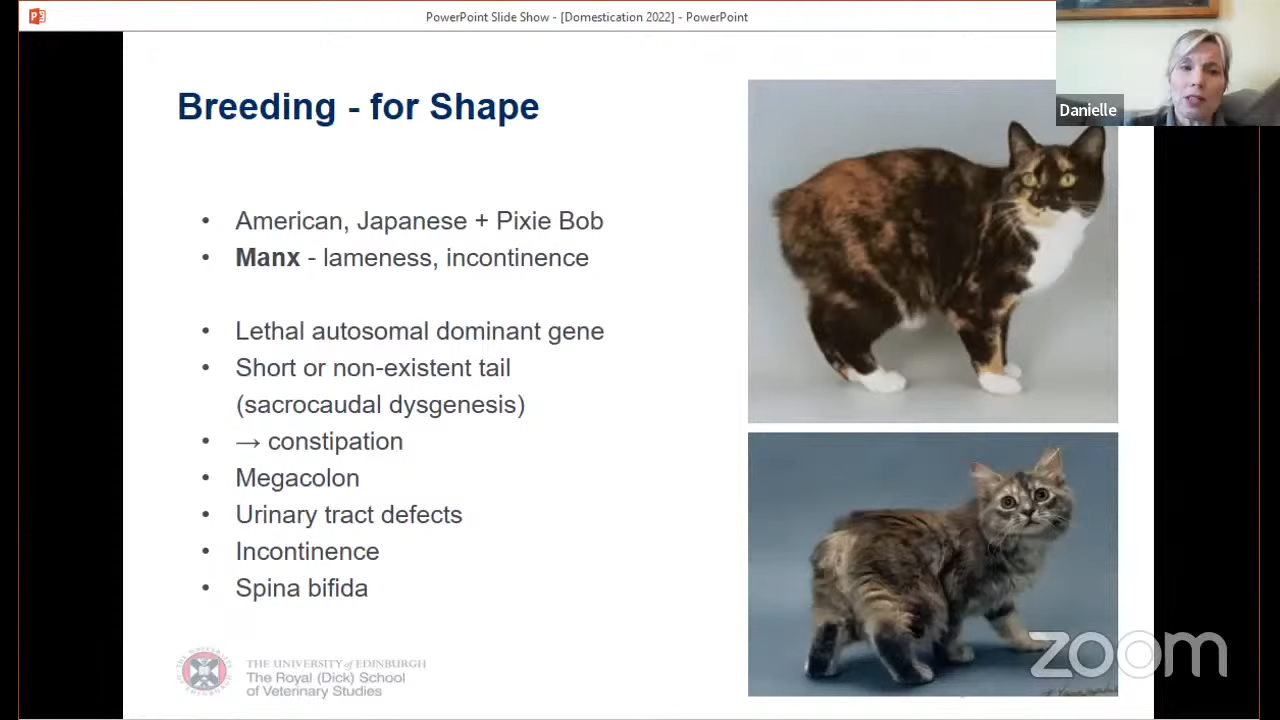 PowerPoint Slide Show - [Domestication 2022] - PowerPoint
Danielle
Breeding - for Shape
• American, Japanese + Pixie Bob
• Manx - lameness, incontinence
• Lethal autosomal dominant gene
• Short or non-existent tail
(sacrocaudal dysgenesis)
• → constipation
• Megacolon
• Urinary tract defects
• Incontinence
• Spina bifida
THE UNIVERSITY of EDINBURGH
The Royal (Dick) School
of Veterinary Studies
zoom